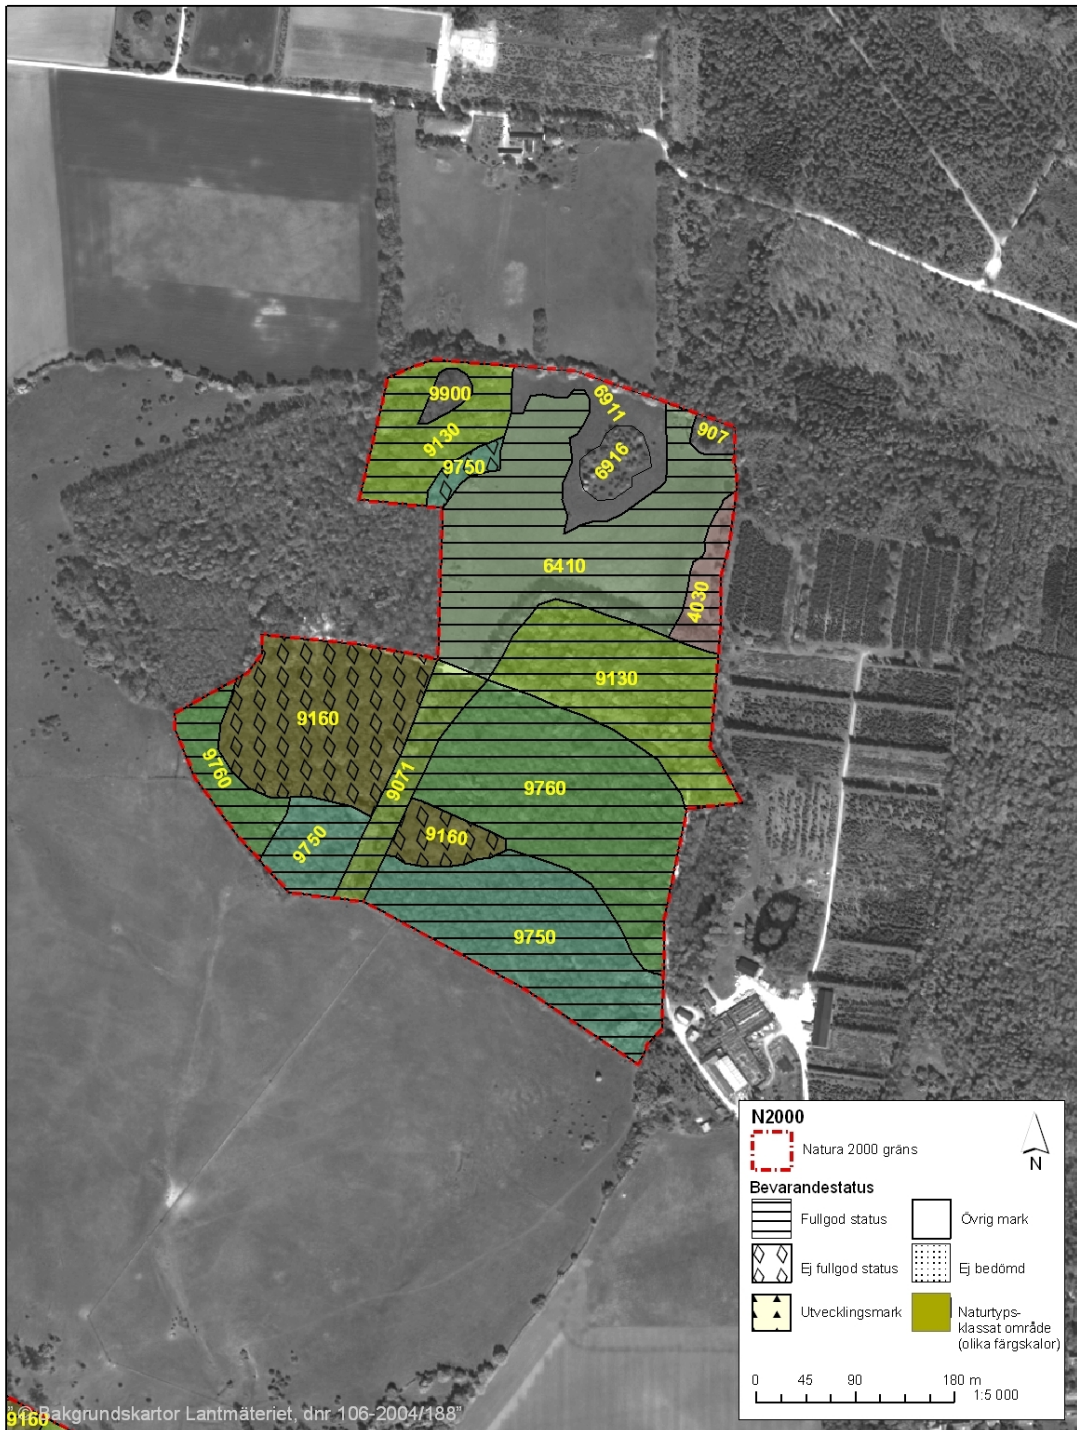 9900
6911
907
9130
9750
6916
6410
4030
9130
9160
9760
9071
9760
9160
9750
9750
N2000
Natura 2000 gräns
N
Bevarandestatus
Fullgod status
Övrig mark
Ej fullgod status
Ej bedömd
Utvecklingsmark
Naturtyps-
klassat område
(olika färgskalor)
0 45 90 180 m
1:5 000
"© Bakgrundskartor Lantmäteriet, dnr 106-2004/188"
9160